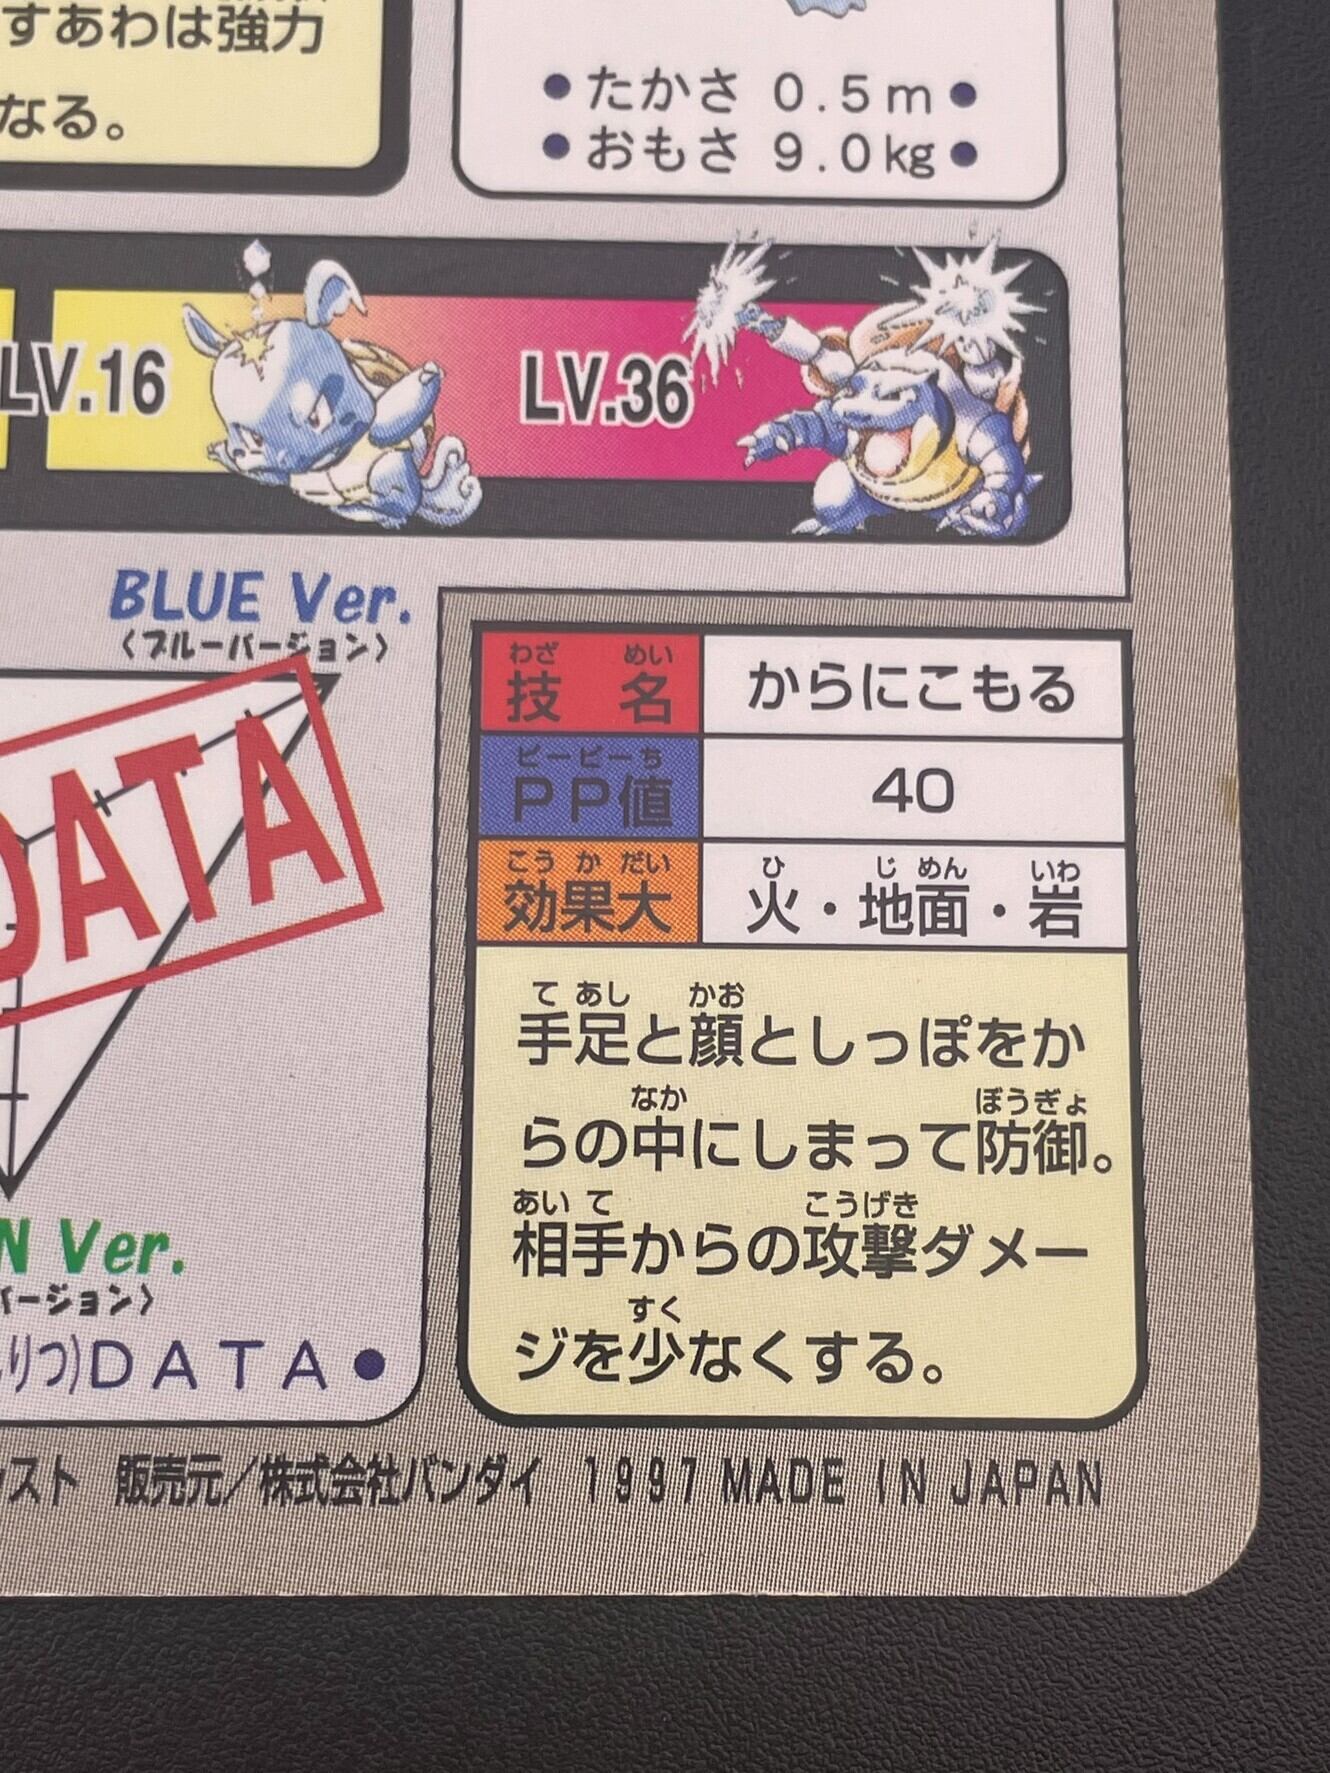 すあわは強力
なる。
●たかさ 0.5m●
●おもさ 9.0kg●
LV.16
LV.36
BLUE Ver.
〈ブルーバージョン〉
DATA
N Ver.
バージョン〉
りつ)DATA●
わざ めい
技 名
からにこもる
ピーピーち
PP値
40
こう か だい
効果大
ひ じ めん いわ
火・地面・岩
て あし かお
手足と顔としっぽをか
なか ぼうぎょ
らの中にしまって防御。
あい て こうげき
相手からの攻撃ダメー
すく
ジを少なくする。
スト 販売元／株式会社バンダイ 1997 MADE IN JAPAN